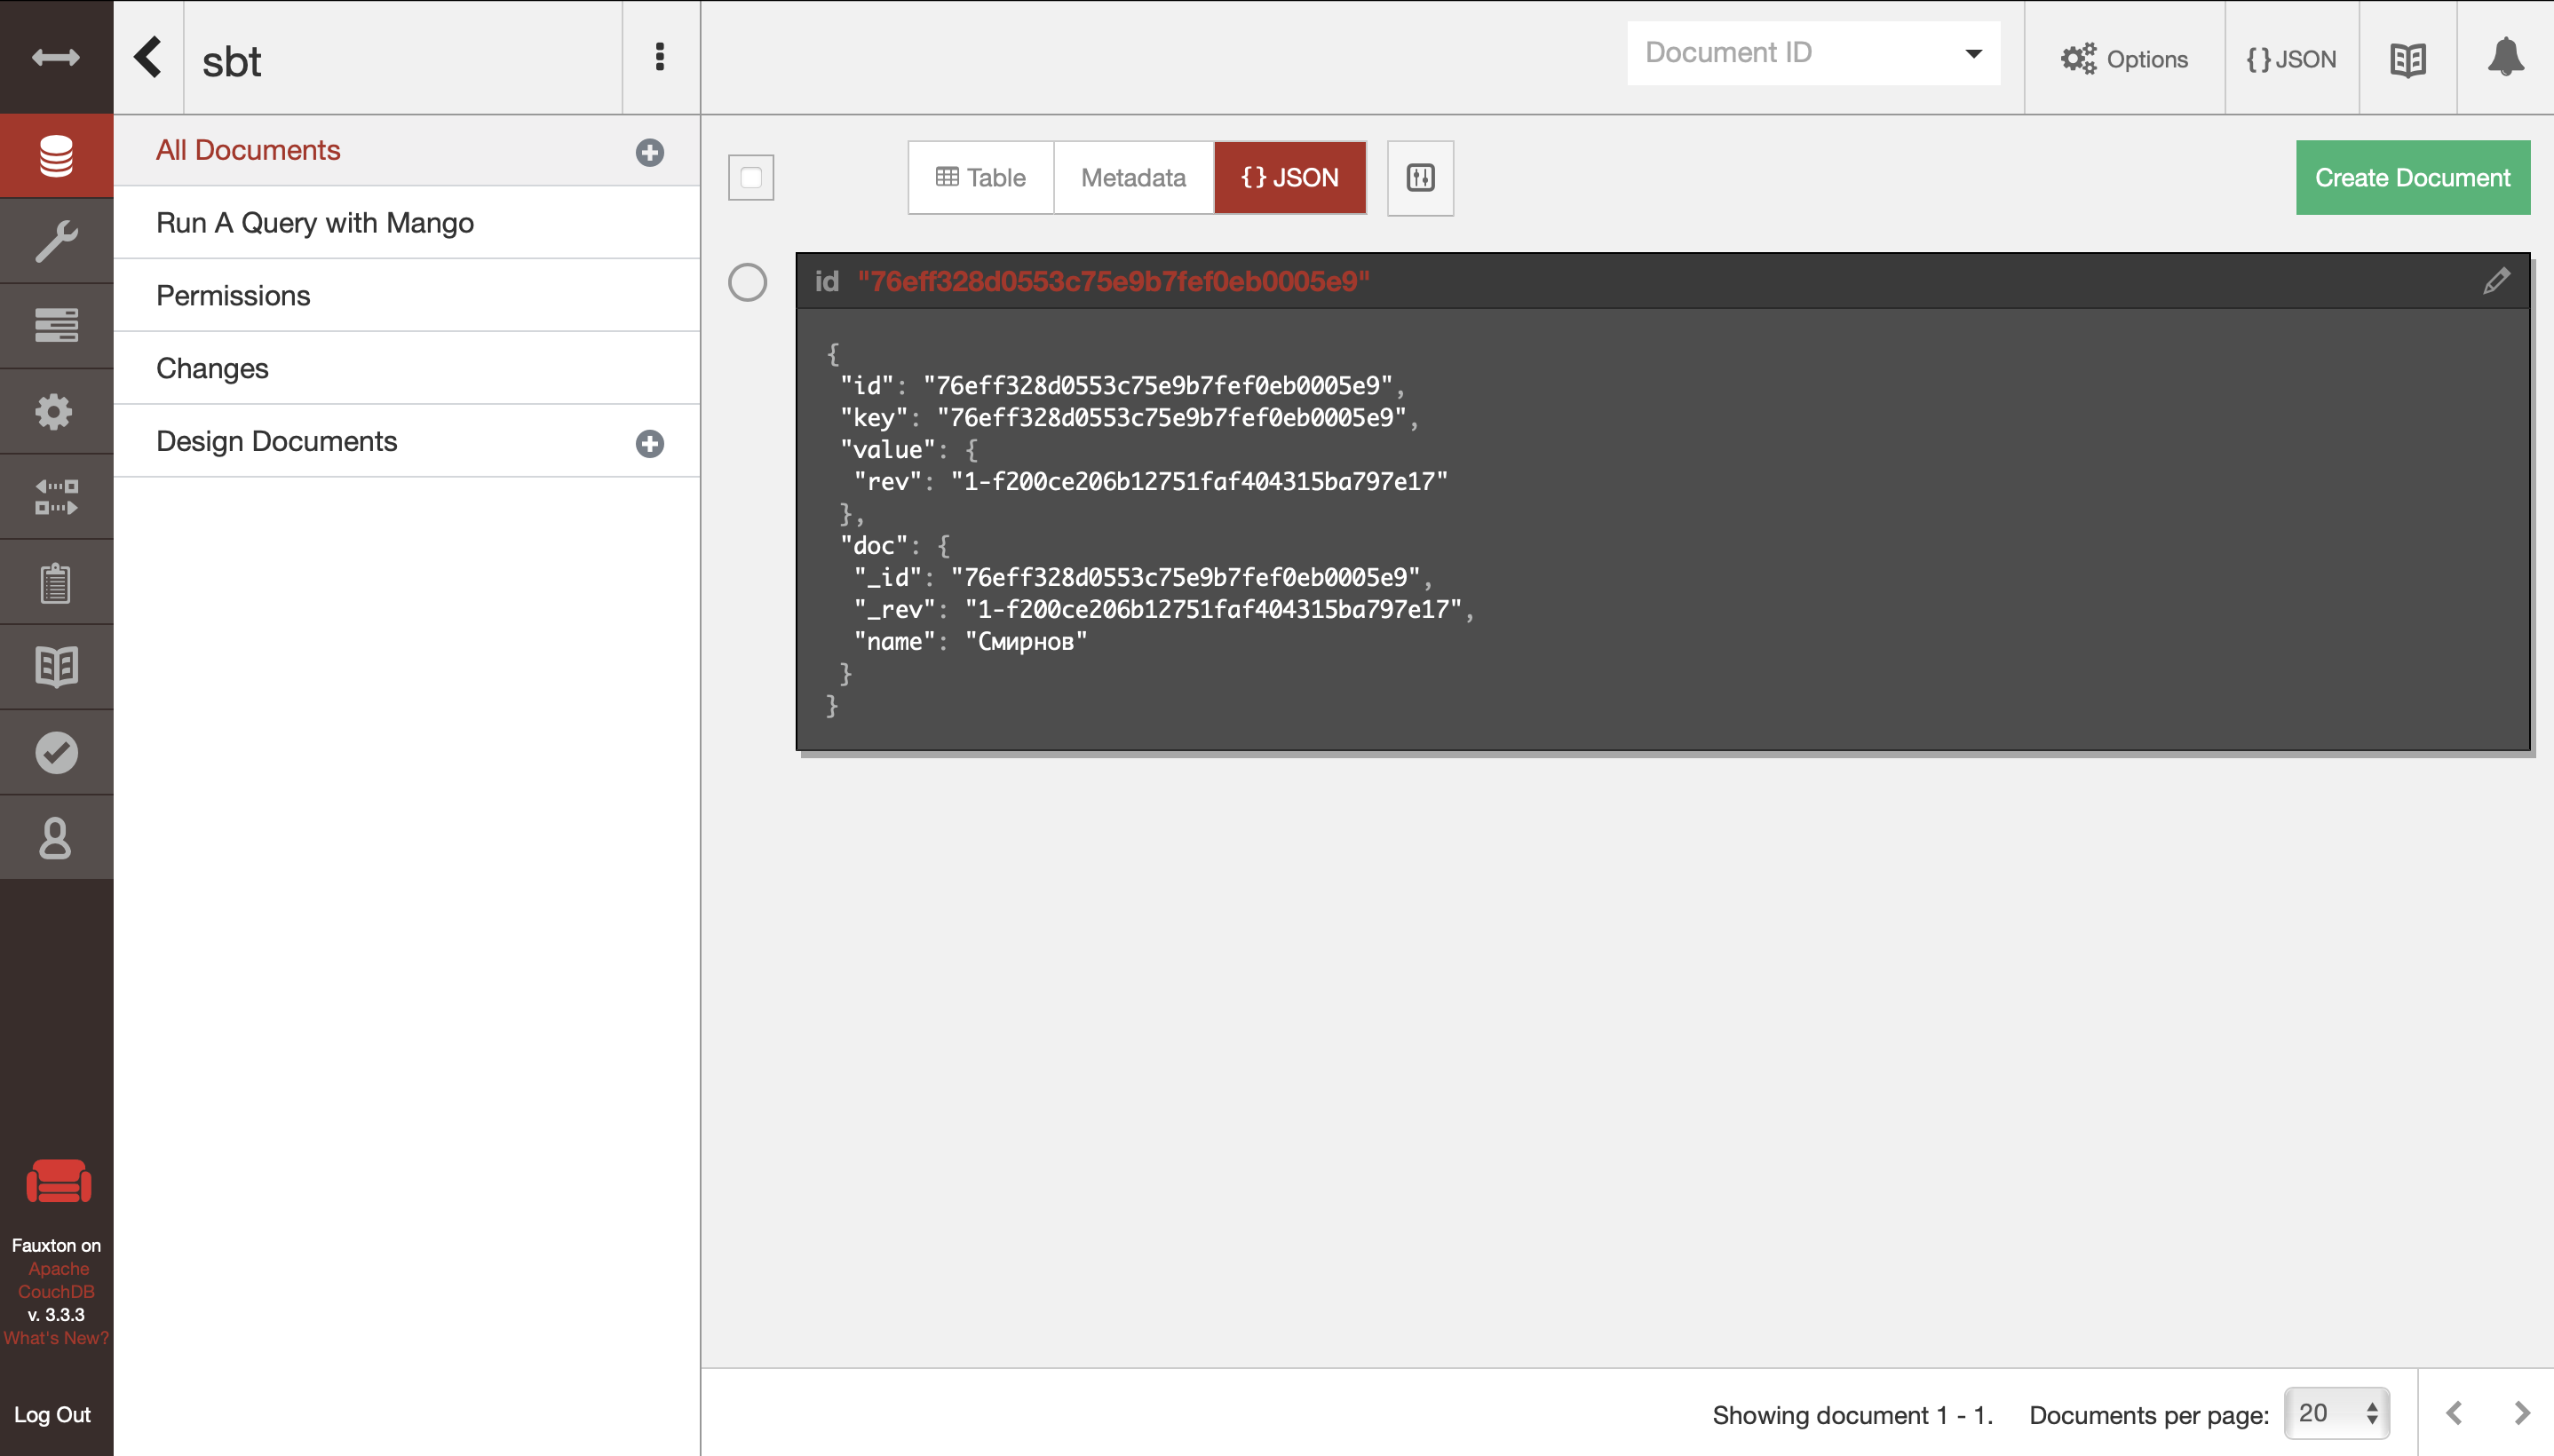 sbt
Document ID
Options
{} JSON
All Documents
Run A Query with Mango
Permissions
Changes
Design Documents
Table
Metadata
{} JSON
Create Document
id "76eff328d0553c75e9b7fef0eb0005e9"
{
"id": "76eff328d0553c75e9b7fef0eb0005e9",
"key": "76eff328d0553c75e9b7fef0eb0005e9",
"value": {
"rev": "1-f200ce206b12751faf404315ba797e17"
},
"doc": {
"_id": "76eff328d0553c75e9b7fef0eb0005e9",
"_rev": "1-f200ce206b12751faf404315ba797e17",
"name": "Смирнов"
}
}
Fauxton on
Apache
CouchDB
v. 3.3.3
What's New?
Log Out
Showing document 1 - 1.
Documents per page: 20